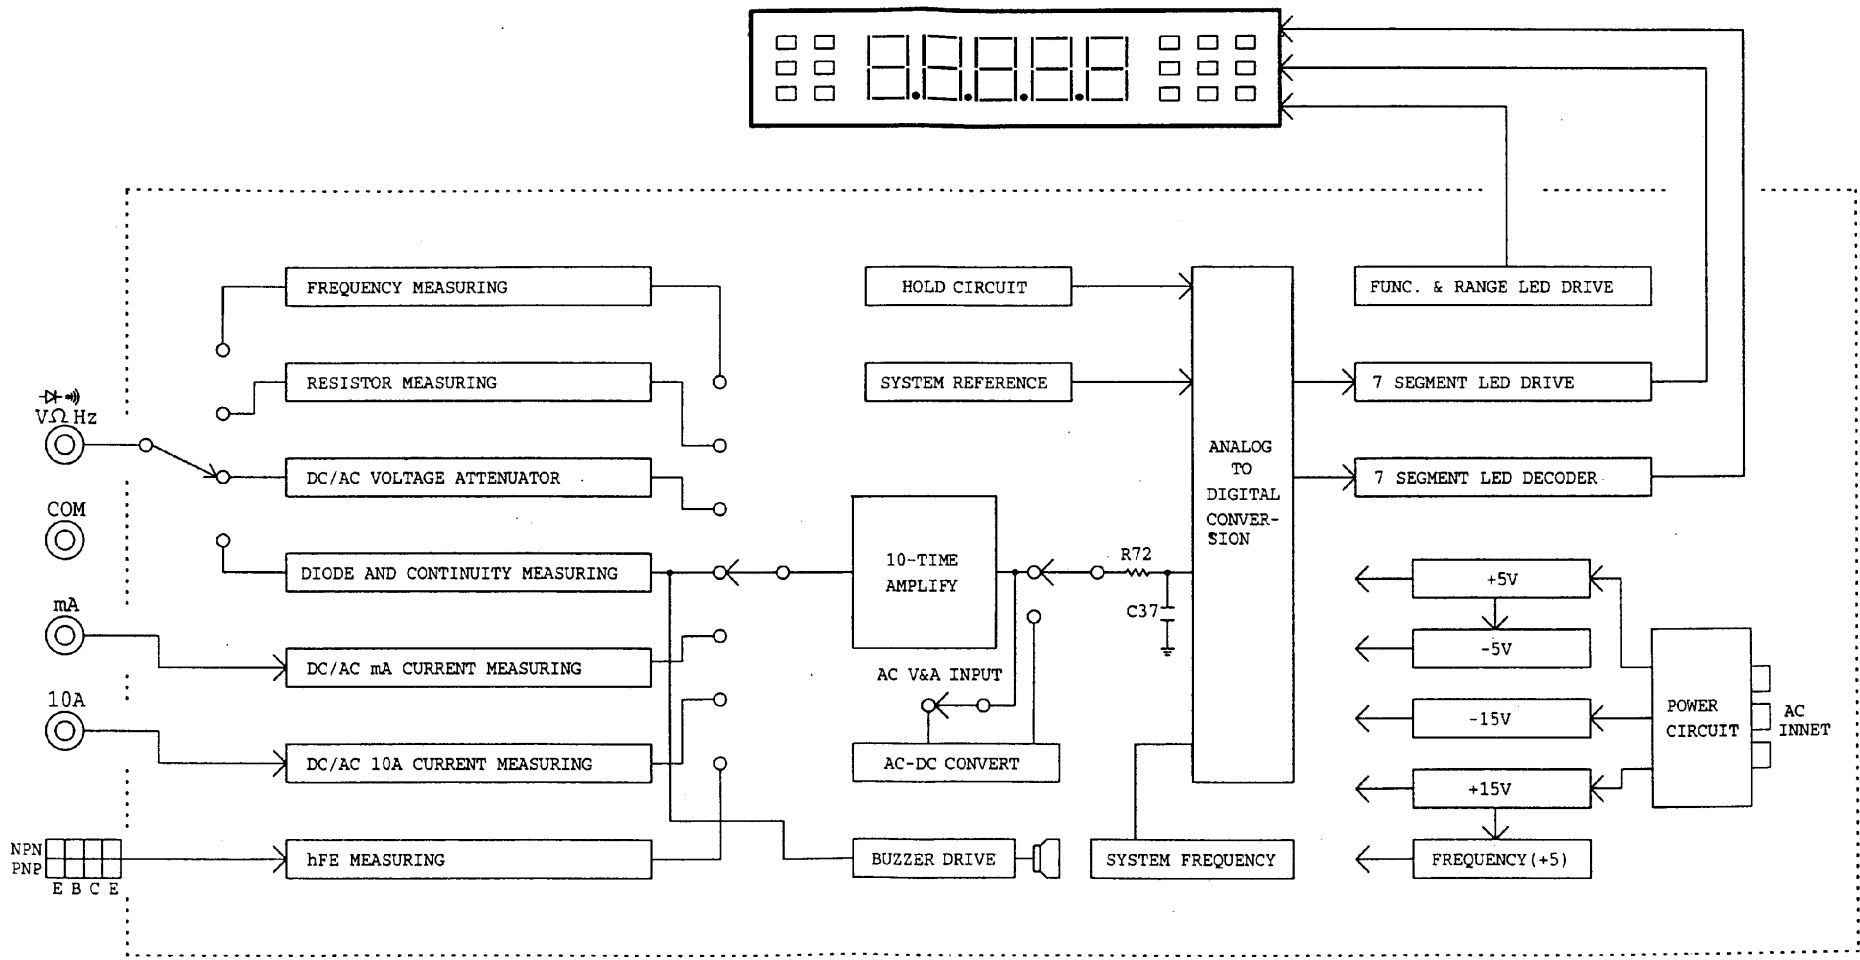 FREQUENCY MEASURING
HOLD CIRCUIT
FUNC. & RANGE LED DRIVE
RESISTOR MEASURING
SYSTEM REFERENCE
7 SEGMENT LED DRIVE
VΩ Hz
DC/AC VOLTAGE ATTENUATOR
ANALOG
TO
DIGITAL
CONVER-
SION
7 SEGMENT LED DECODER
COM
DIODE AND CONTINUITY MEASURING
10-TIME
AMPLIFY
R72
C37
+5V
mA
DC/AC mA CURRENT MEASURING
AC V&A INPUT
-5V
10A
DC/AC 10A CURRENT MEASURING
AC-DC CONVERT
-15V
POWER
CIRCUIT
AC
INNET
+15V
NPN
PNP
E B C E
hFE MEASURING
BUZZER DRIVE
SYSTEM FREQUENCY
FREQUENCY(+5)